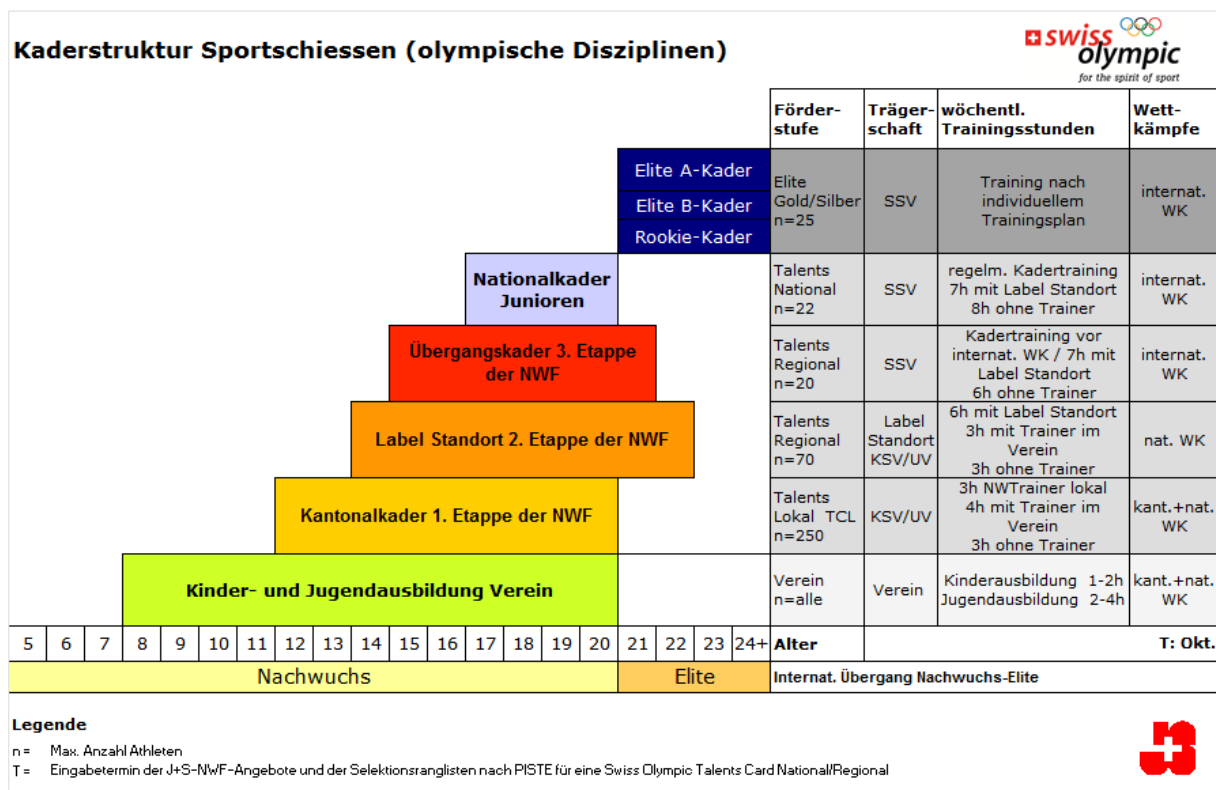 Kaderstruktur Sportschiessen (olympische Disziplinen)
swiss
olympic
for the spirit of sport
Förder-
stufe
Träger-
schaft
wöchentl.
Trainingsstunden
Wett-
kämpfe
Elite A-Kader
Elite B-Kader
Rookie-Kader
Elite
Gold/Silber
n=25
SSV
Training nach
individuellem
Trainingsplan
internat.
WK
Nationalkader
Junioren
Talents
National
n=22
SSV
regelm. Kadertraining
7h mit Label Standort
8h ohne Trainer
internat.
WK
Übergangskader 3. Etappe
der NWF
Talents
Regional
n=20
SSV
Kadertraining vor
internat. WK / 7h mit
Label Standort
6h ohne Trainer
internat.
WK
Label Standort 2. Etappe der NWF
Talents
Regional
n=70
Label
Standort
KSV/UV
6h mit Label Standort
3h mit Trainer im
Verein
3h ohne Trainer
nat. WK
Kantonalkader 1. Etappe der NWF
Talents
Lokal TCL
n=250
KSV/UV
3h NWTrainer lokal
4h mit Trainer im
Verein
3h ohne Trainer
kant.+nat.
WK
Kinder- und Jugendausbildung Verein
Verein
n=alle
Verein
Kinderausbildung 1-2h
Jugendausbildung 2-4h
kant.+nat.
WK
5 6 7 8 9 10 11 12 13 14 15 16 17 18 19 20 21 22 23 24+ Alter T: Okt.
Nachwuchs Elite Internat. Übergang Nachwuchs-Elite
Legende
n = Max. Anzahl Athleten
T = Eingabetermin der J+S-NWF-Angebote und der Selektionsranglisten nach PISTE für eine Swiss Olympic Talents Card National/Regional